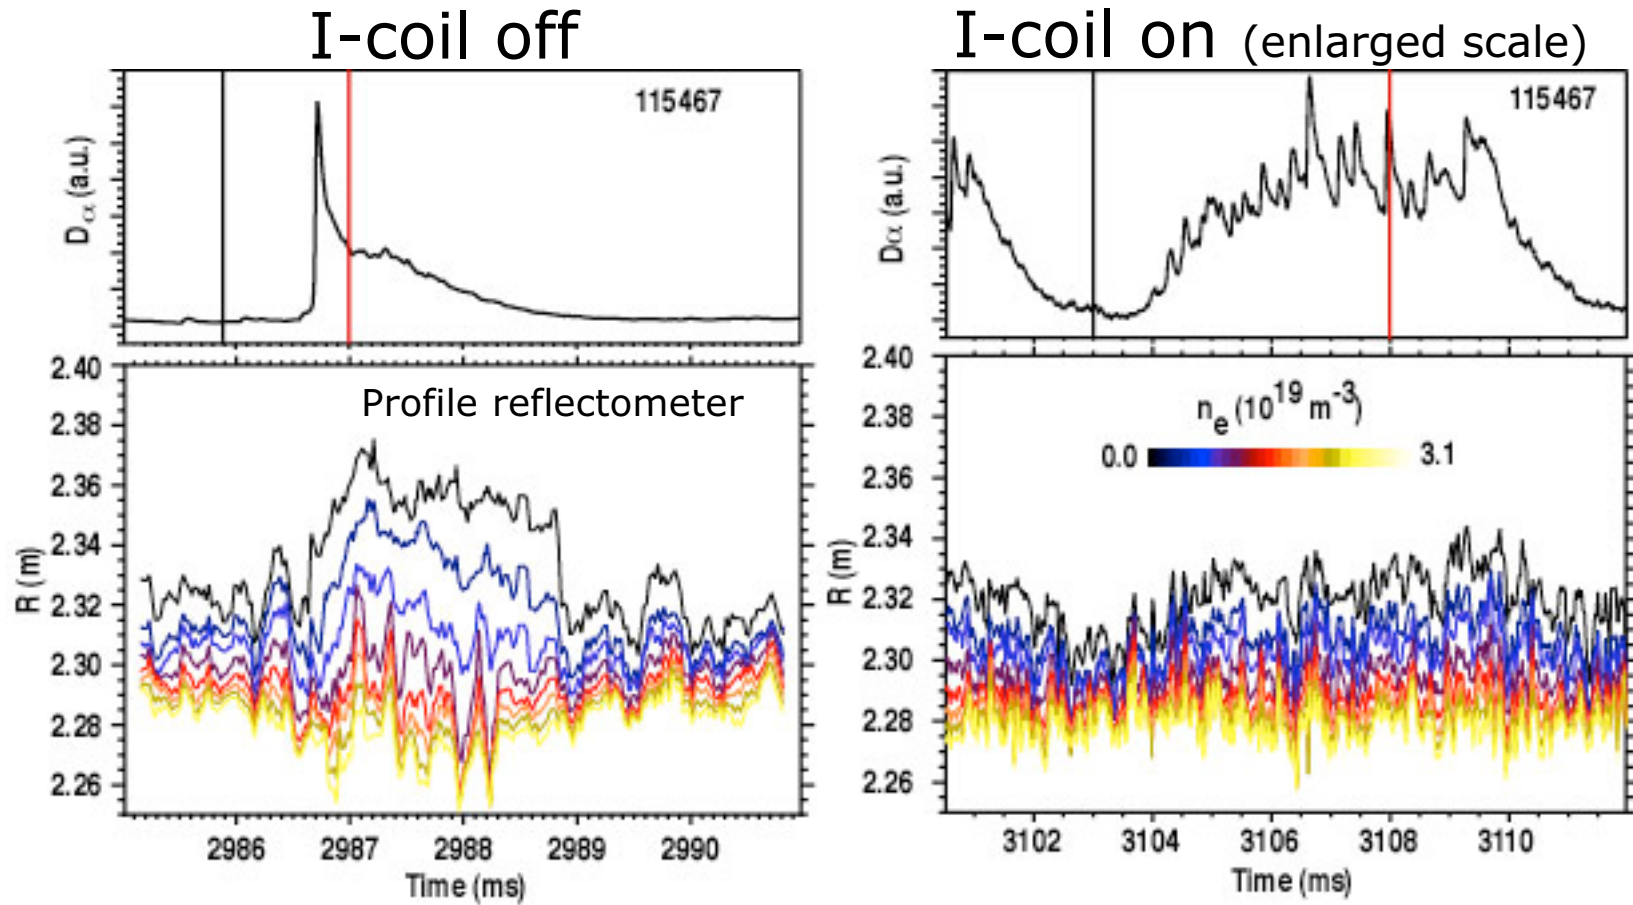 I-coil off
I-coil on (enlarged scale)
115467
115467
Dα (a.u.)
Dα (a.u.)
Profile reflectometer
2.40
2.38
2.36
2.34
2.32
2.30
2.28
2.26
R (m)
2986 2987 2988 2989 2990
Time (ms)
ne (10^19 m^-3)
0.0 3.1
2.40
2.38
2.36
2.34
2.32
2.30
2.28
2.26
R (m)
3102 3104 3106 3108 3110
Time (ms)